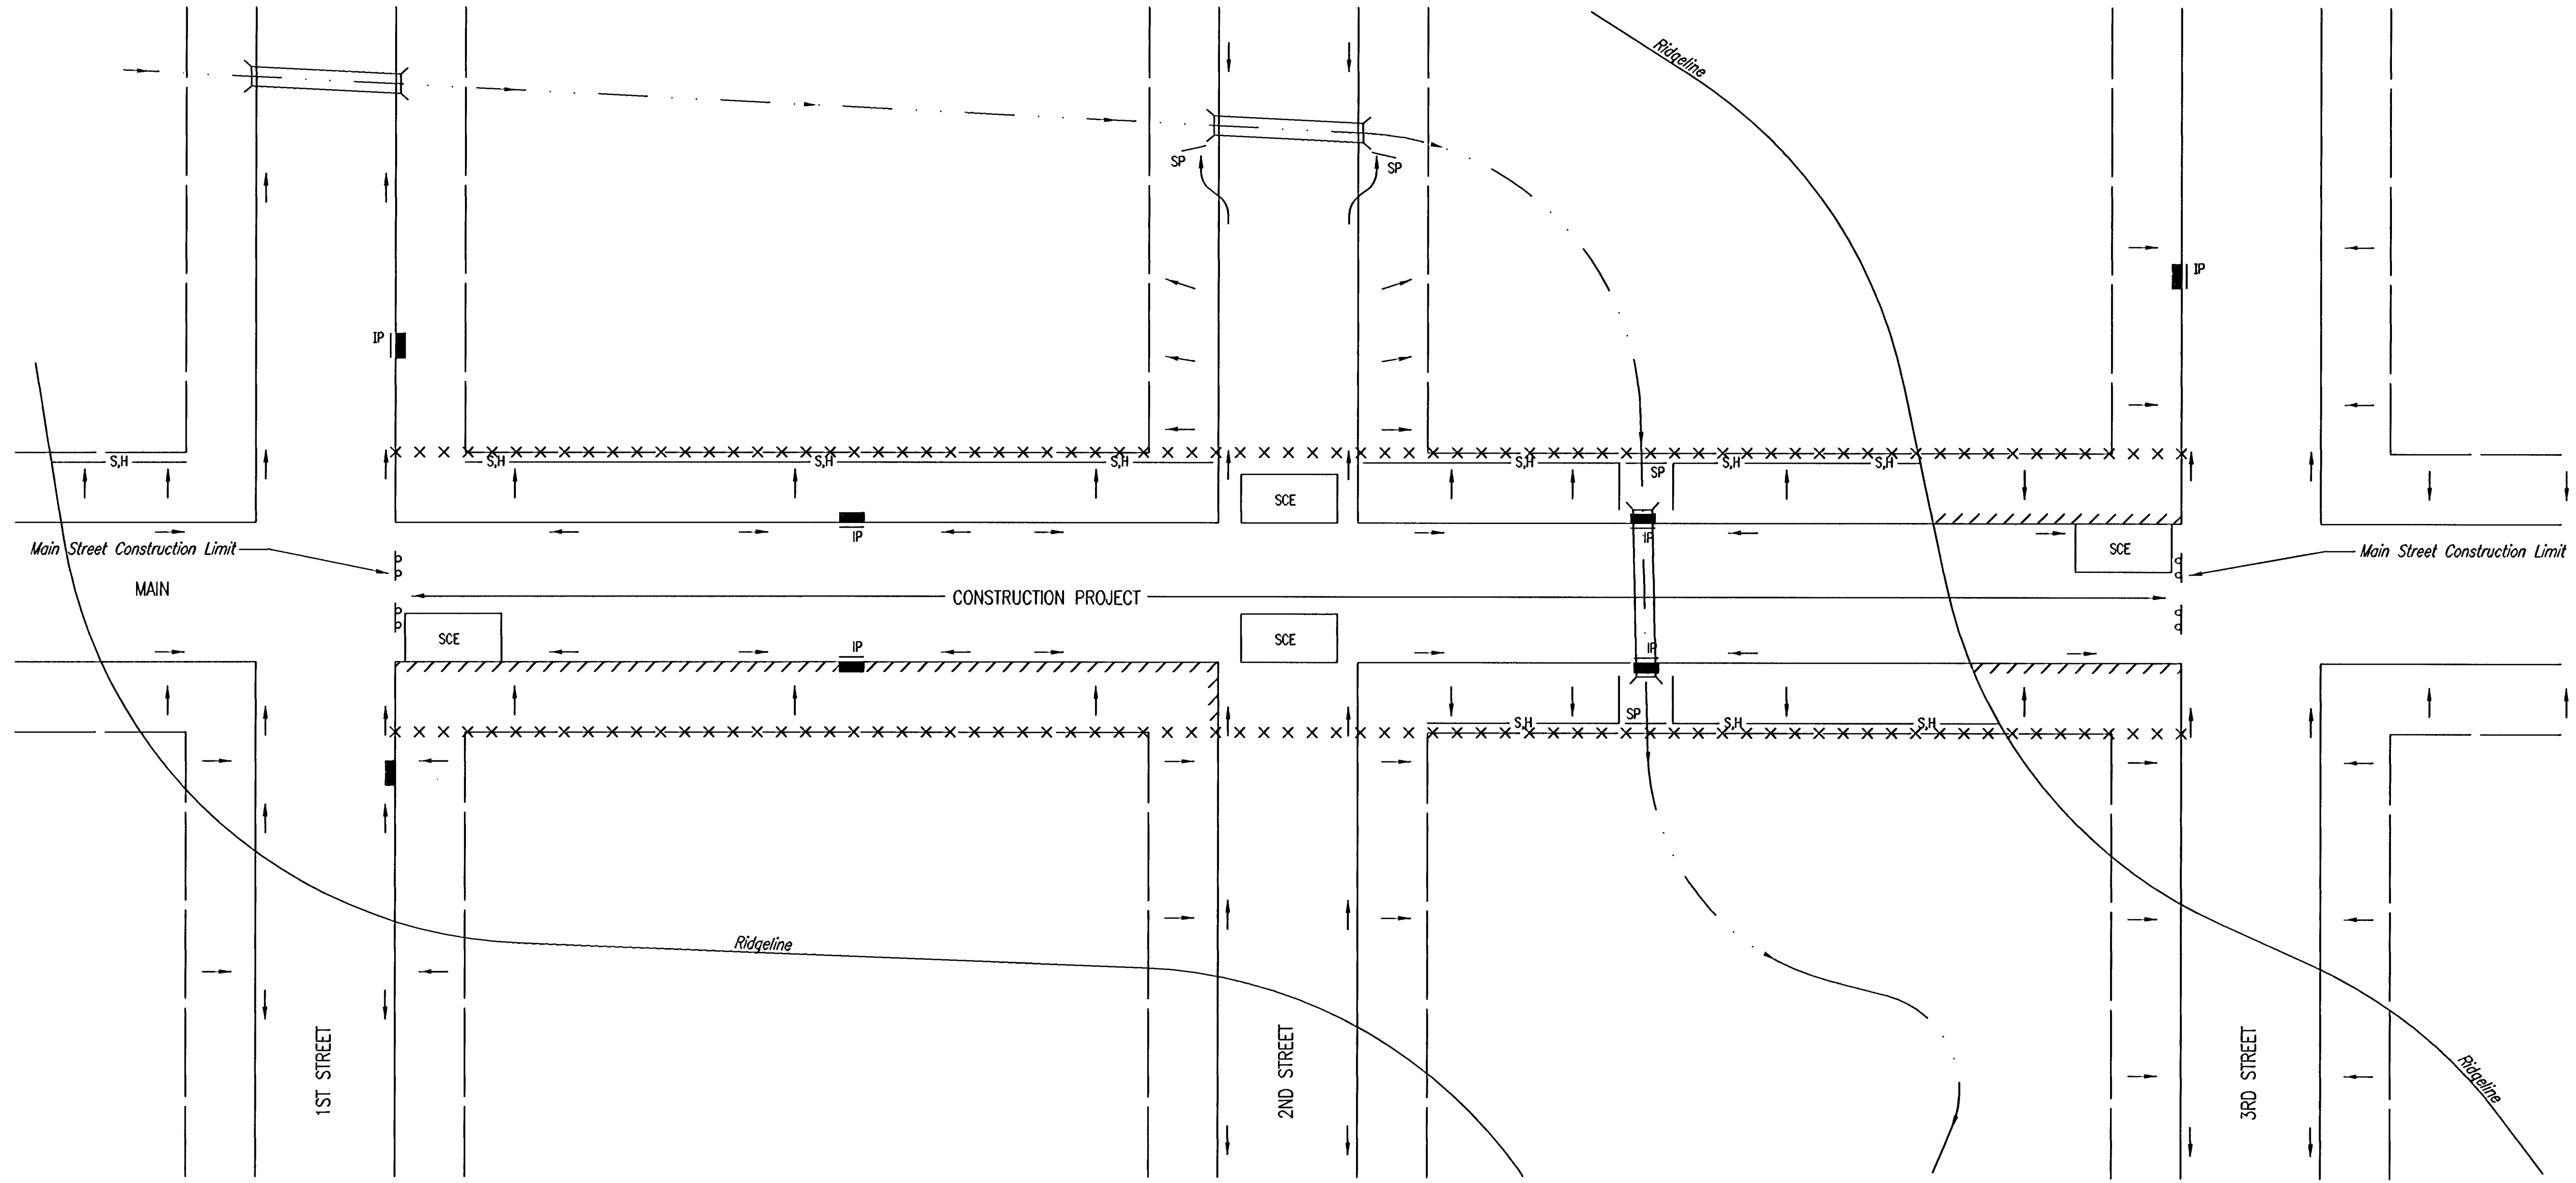 Ridgeline
SP
SP
IP
IP
S,H
S,H
S,H
S,H
S,H
S,H
S,H
SP
SCE
IP
IP
Main Street Construction Limit
SCE
Main Street Construction Limit
MAIN
CONSTRUCTION PROJECT
SCE
SCE
IP
IP
S,H
SP
S,H
S,H
Ridgeline
1ST STREET
2ND STREET
3RD STREET
Ridgeline